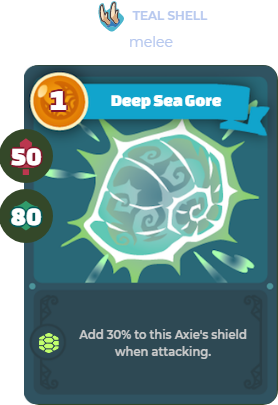 TEAL SHELL
melee
1
Deep Sea Gore
50
80
Add 30% to this Axie's shield
when attacking.